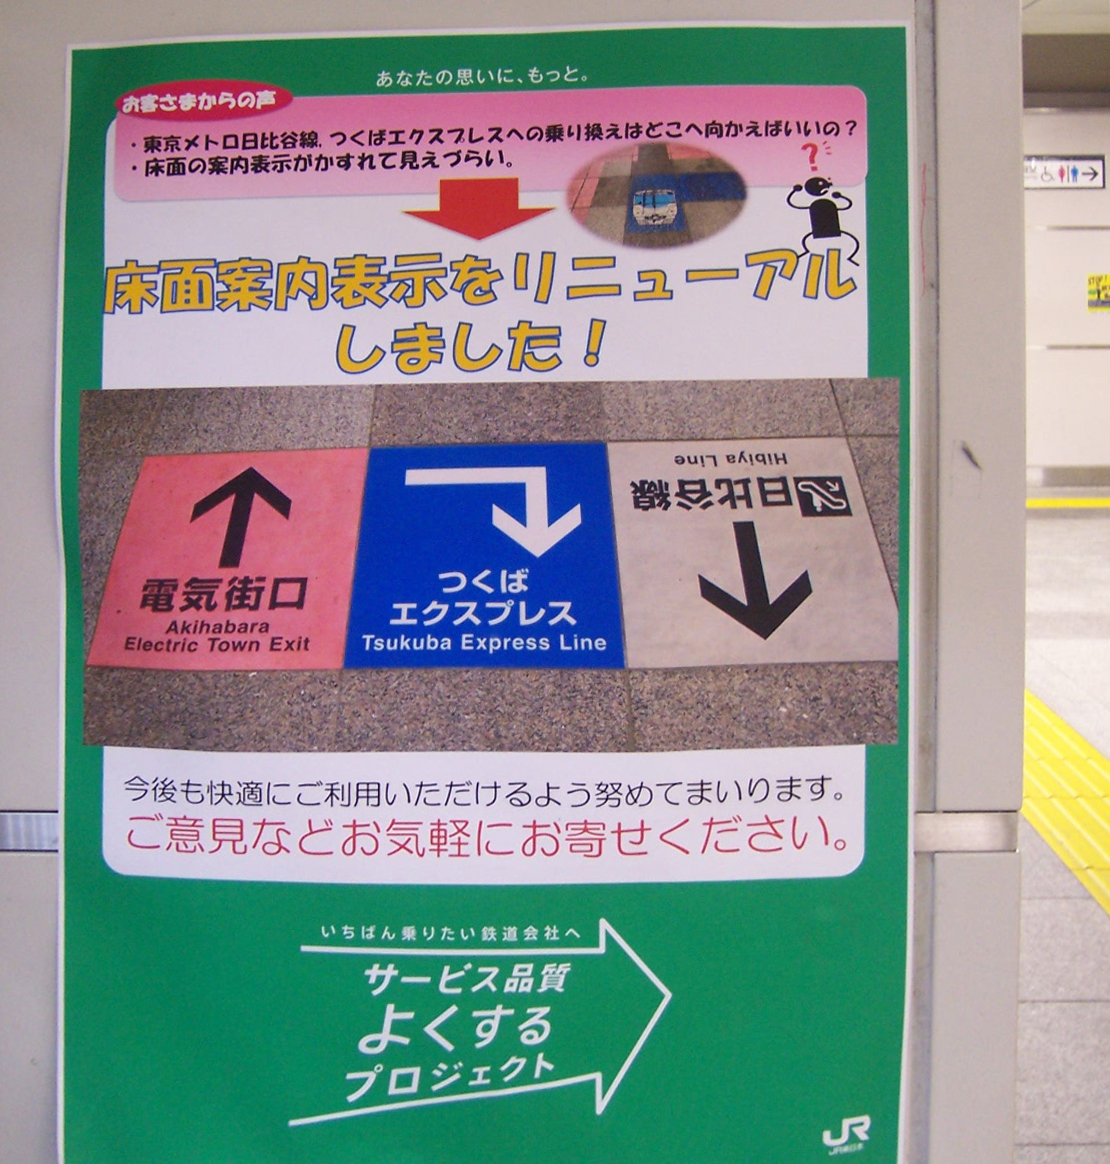 あなたの思いに、もっと。
お客さまからの声
・東京メトロ日比谷線、つくばエクスプレスへの乗り換えはどこへ向かえばいいの?
・床面の案内表示がかすれて見えづらい。
?
床面案内表示をリニューアル
しました!
電気街口
Akihabara
Electric Town Exit
つくば
エクスプレス
Tsukuba Express Line
日比谷線
Hibiya Line
今後も快適にご利用いただけるよう努めてまいります。
ご意見などお気軽にお寄せください。
いちばん乗りたい鉄道会社へ
サービス品質
よくする
プロジェクト
JR
JR東日本